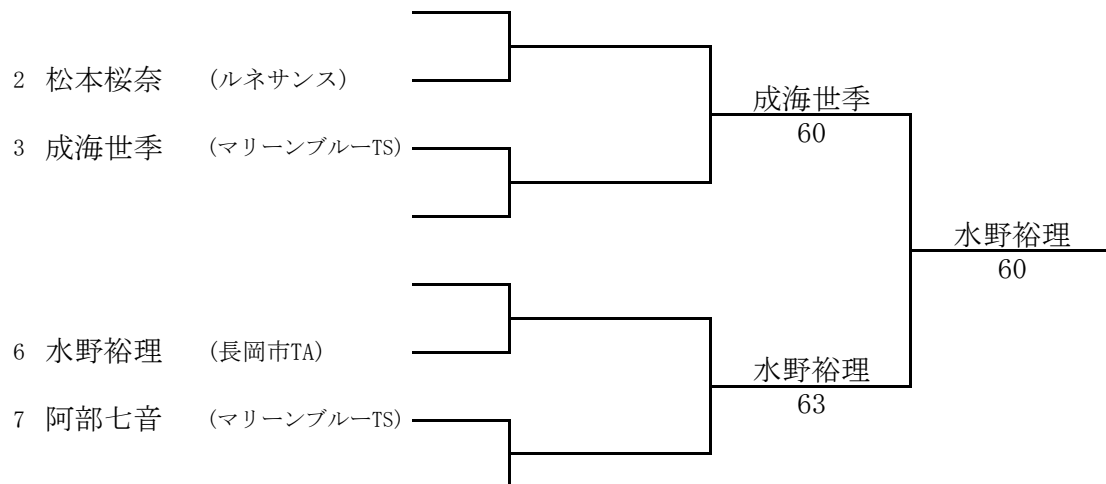 2 松本桜奈 (ルネサンス)
成海世季
60
3 成海世季 (マリーンブルーTS)
水野裕理
60
6 水野裕理 (長岡市TA)
水野裕理
63
7 阿部七音 (マリーンブルーTS)